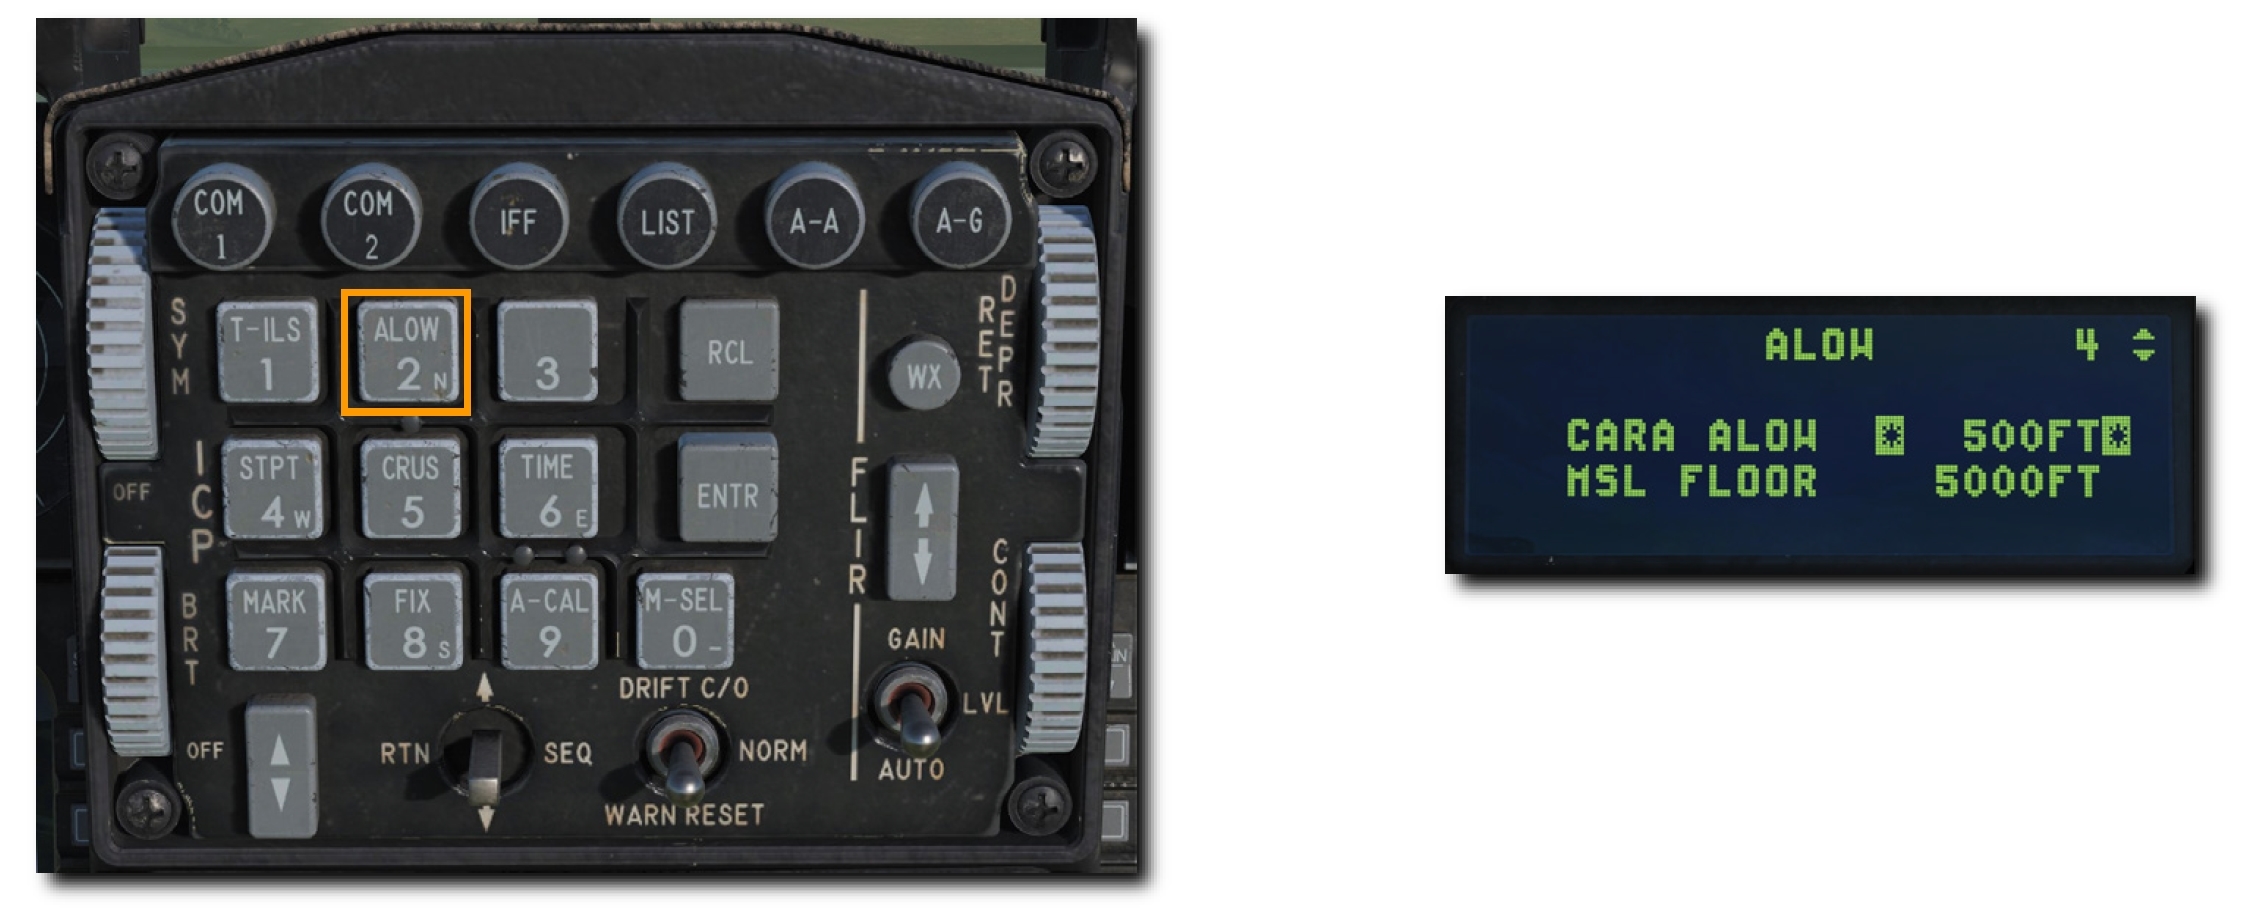 COM
1
COM
2
IFF
LIST
A-A
A-G
SYM
T-ILS
1
ALOW
2 N
3
RCL
WX
RET
DEPR
ICP
OFF
STPT
4 W
CRUS
5
TIME
6 E
ENTR
FLIR
BRT
MARK
7
FIX
8 S
A-CAL
9
M-SEL
0 -
CONT
GAIN
LVL
AUTO
OFF
RTN
SEQ
DRIFT C/O
NORM
WARN RESET
ALOW 4
CARA ALOW * 500FT*
MSL FLOOR 5000FT